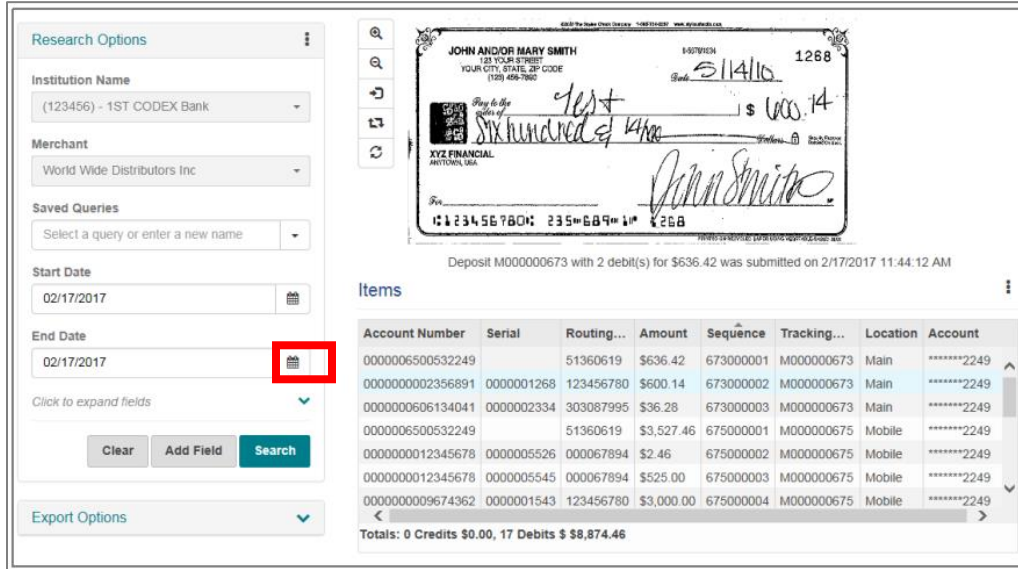 Research Options
Institution Name
(123456) - 1ST CODEX Bank
Merchant
World Wide Distributors Inc
Saved Queries
Select a query or enter a new name
Start Date
02/17/2017
End Date
02/17/2017
Click to expand fields
Clear Add Field Search
Export Options
JOHN AND/OR MARY SMITH
123 YOUR STREET
YOUR CITY, STATE, ZIP CODE
(123) 456-7890
1268
Date 5/14/10
Pay to the order of Test $ 600.14
Six hundred & 14/100 Dollars
XYZ FINANCIAL
ANYTOWN, USA
For John Smith
123456780 235 689 1 1268
Deposit M000000673 with 2 debit(s) for $636.42 was submitted on 2/17/2017 11:44:12 AM
Items
Account Number Serial Routing... Amount Sequence Tracking... Location Account
0000006500532249 51360619 $636.42 673000001 M000000673 Main *******2249
0000000002356891 0000001268 123456780 $600.14 673000002 M000000673 Main *******2249
0000000606134041 0000002334 303087995 $36.28 673000003 M000000673 Main *******2249
0000006500532249 51360619 $3,527.46 675000001 M000000675 Mobile *******2249
0000000012345678 0000005526 000067894 $2.46 675000002 M000000675 Mobile *******2249
0000000012345678 0000005545 000067894 $525.00 675000003 M000000675 Mobile *******2249
0000000009674362 0000001543 123456780 $3,000.00 675000004 M000000675 Mobile *******2249
Totals: 0 Credits $0.00, 17 Debits $ $8,874.46